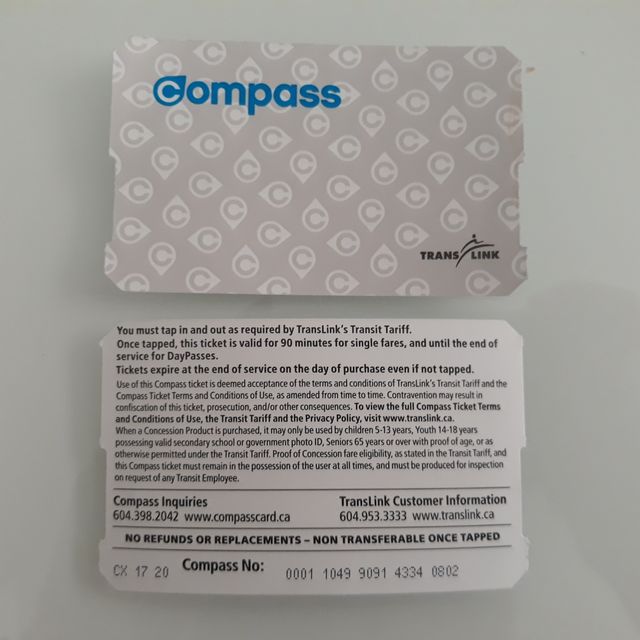 Compass
TRANS LINK
You must tap in and out as required by TransLink's Transit Tariff.
Once tapped, this ticket is valid for 90 minutes for single fares, and until the end of
service for DayPasses.
Tickets expire at the end of service on the day of purchase even if not tapped.
Use of this Compass ticket is deemed acceptance of the terms and conditions of TransLink's Transit Tariff and the
Compass Ticket Terms and Conditions of Use, as amended from time to time. Contravention may result in
confiscation of this ticket, prosecution, and/or other consequences. To view the full Compass Ticket Terms
and Conditions of Use, the Transit Tariff and the Privacy Policy, visit www.translink.ca.
When a Concession Product is purchased, it may only be used by children 5-13 years, Youth 14-18 years
possessing valid secondary school or government photo ID, Seniors 65 years or over with proof of age, or as
otherwise permitted under the Transit Tariff. Proof of Concession fare eligibility, as stated in the Transit Tariff, and
this Compass ticket must remain in the possession of the user at all times, and must be produced for inspection
on request of any Transit Employee.
Compass Inquiries
604.398.2042 www.compasscard.ca
TransLink Customer Information
604.953.3333 www.translink.ca
NO REFUNDS OR REPLACEMENTS – NON TRANSFERABLE ONCE TAPPED
CX 17 20 Compass No: 0001 1049 9091 4334 0802